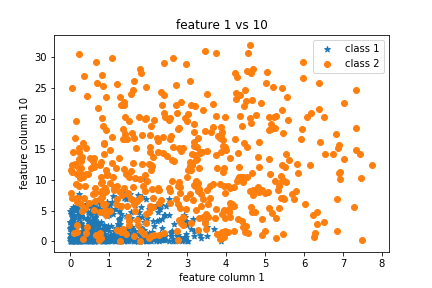 feature 1 vs 10
class 1
class 2
feature column 10
30
25
20
15
10
5
0
0 1 2 3 4 5 6 7 8
feature column 1